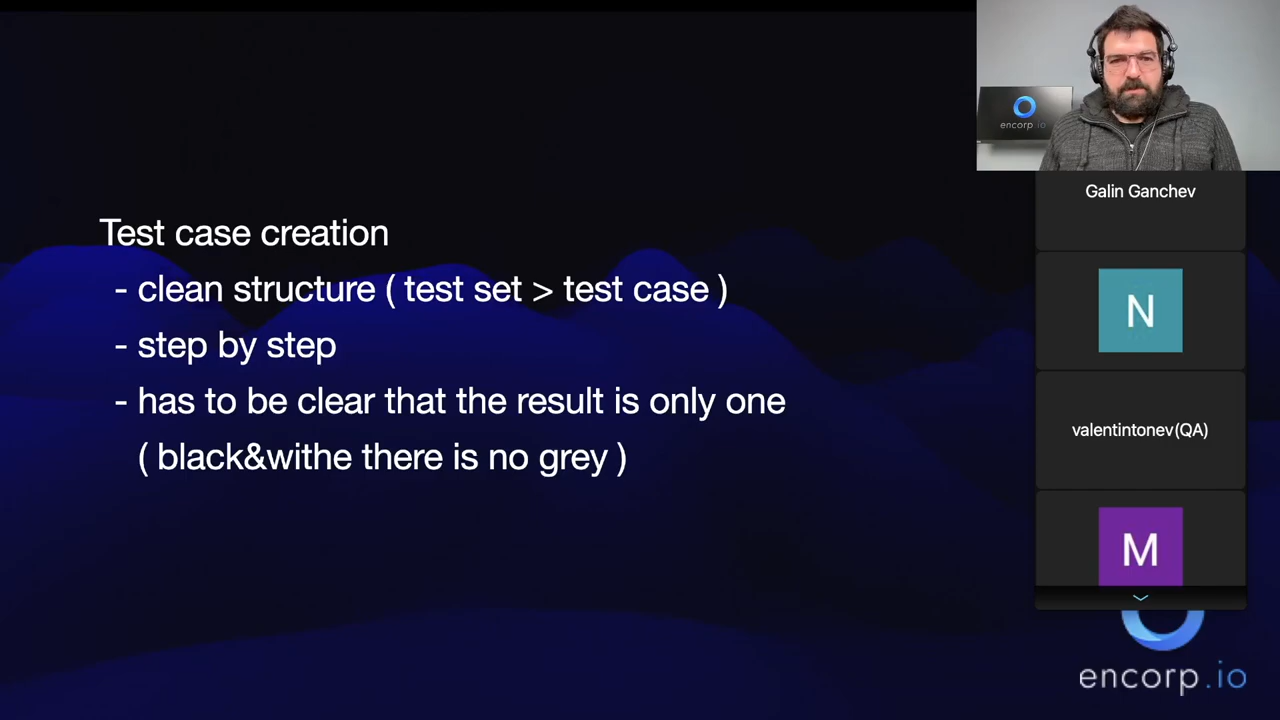 Test case creation
- clean structure ( test set > test case )
- step by step
- has to be clear that the result is only one
( black&withe there is no grey )
encorp.io
Galin Ganchev
N
valentintonev(QA)
M
encorp.io